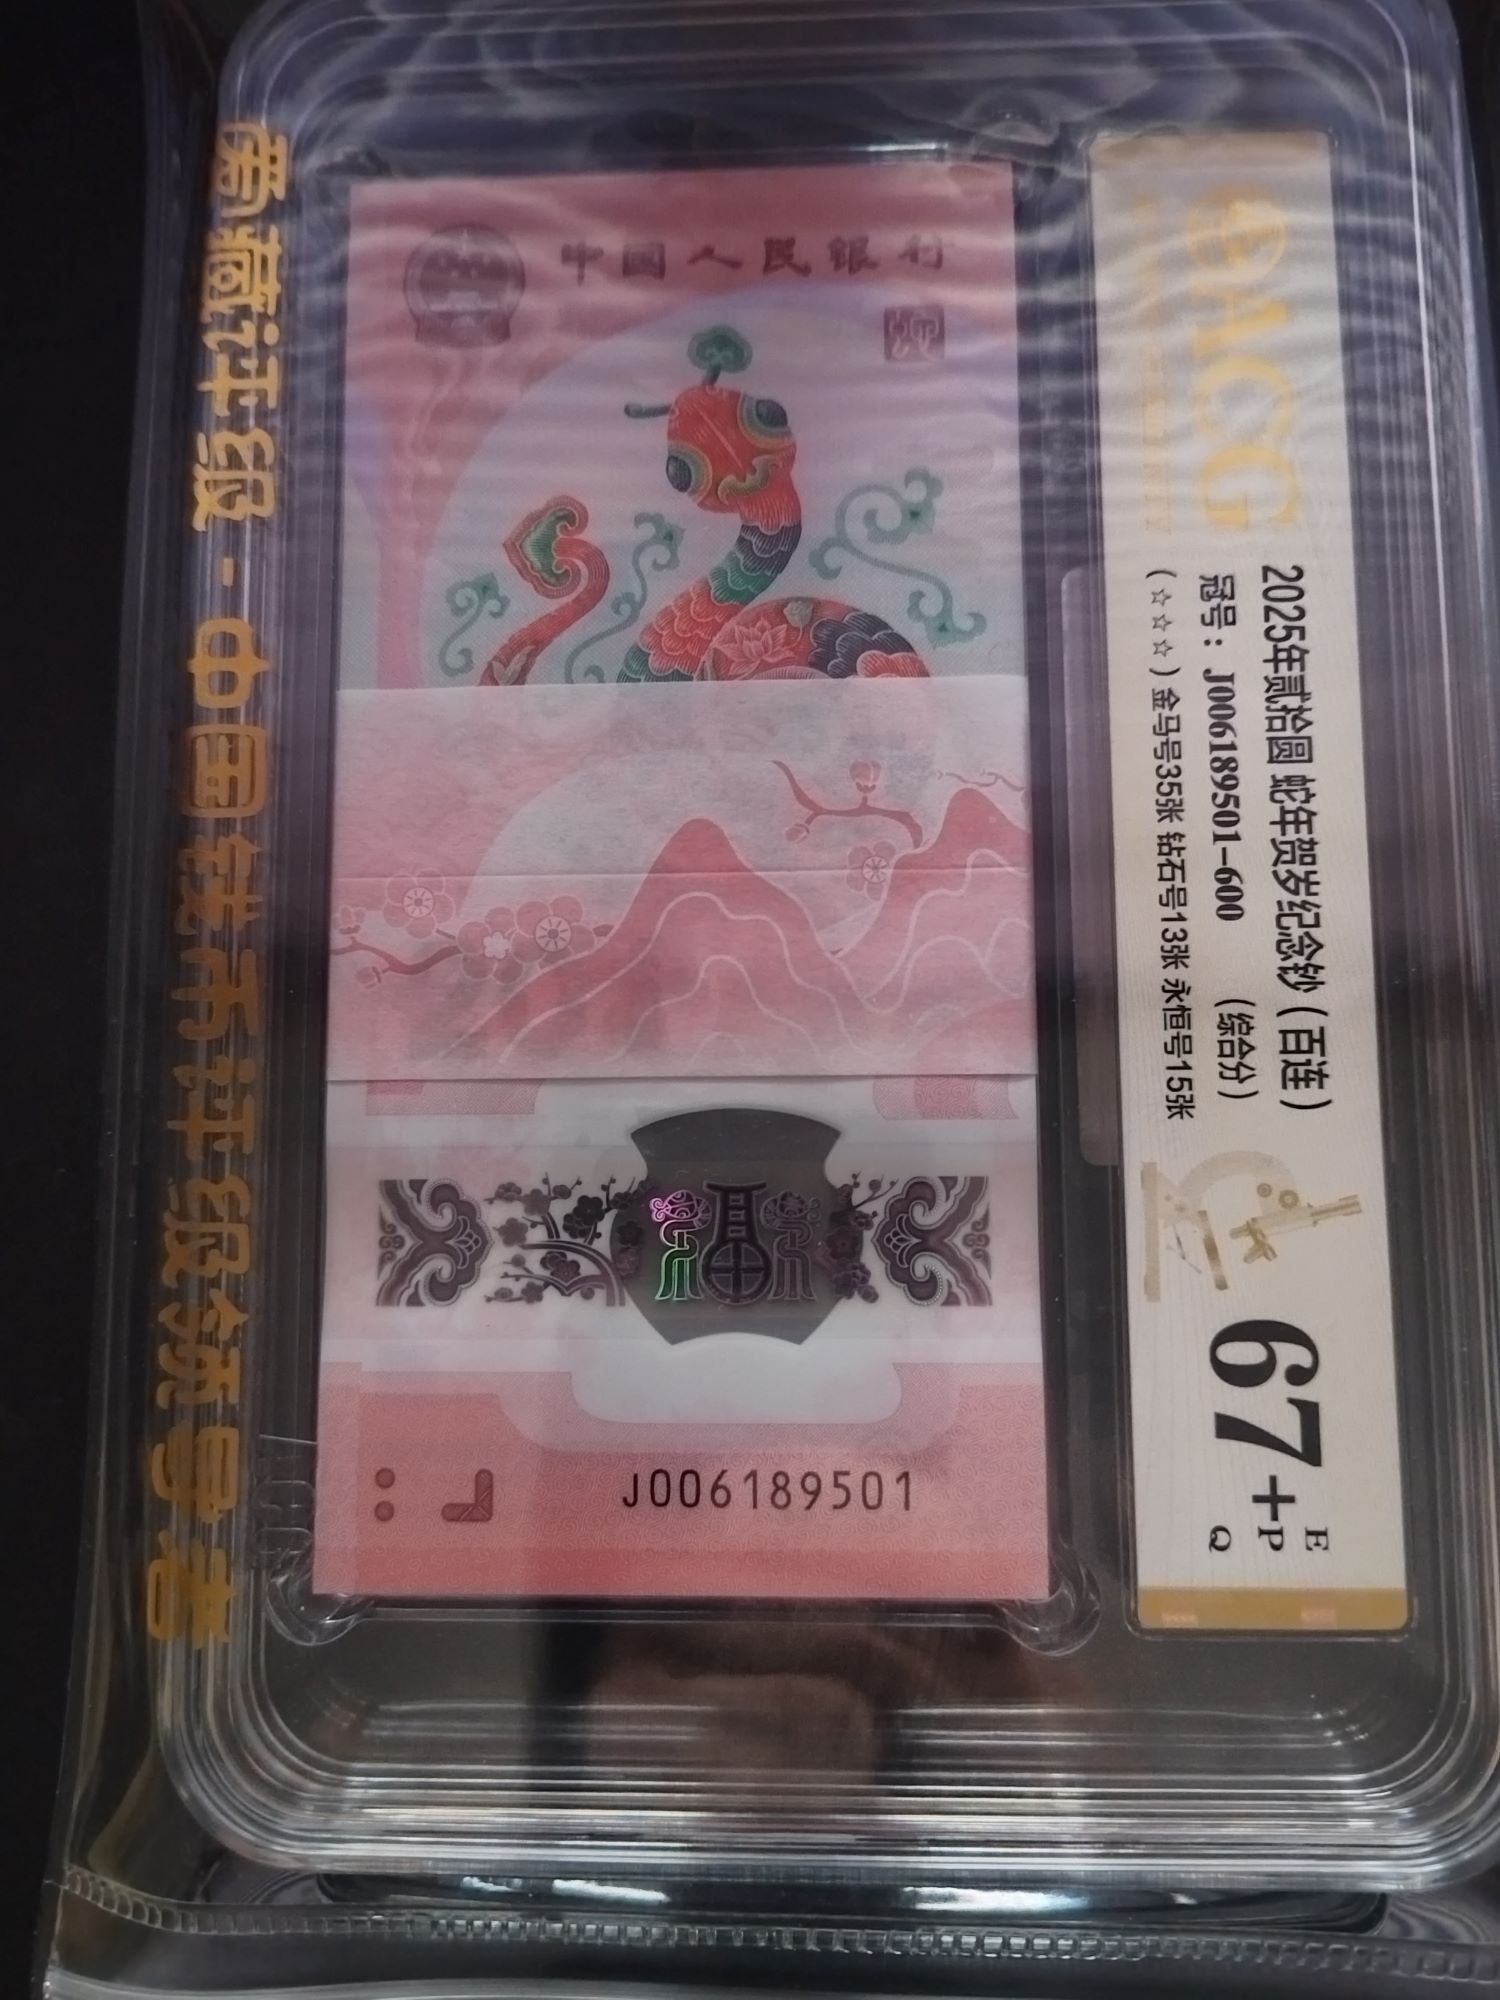 中國人民银行
J006189501
ACG
2025年贰拾圆 蛇年贺岁纪念钞（百连）
冠号：J006189501-600 （综合分）
（☆☆☆）金马号35张 钻石号13张 永恒号15张
67+
E
P
Q
爱藏评级 - 中国钱币评级领导者